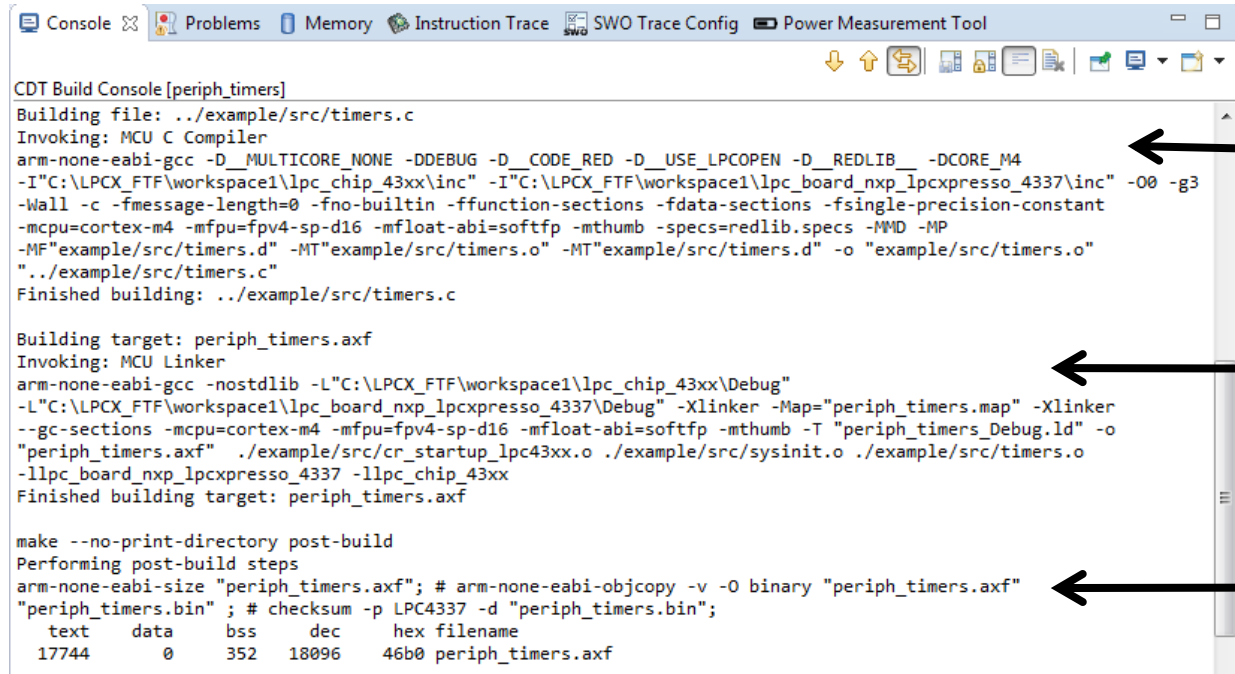 Console Problems Memory Instruction Trace SWO SWO Trace Config Power Measurement Tool
CDT Build Console [periph_timers]
Building file: ../example/src/timers.c
Invoking: MCU C Compiler
arm-none-eabi-gcc -D__MULTICORE_NONE -DDEBUG -D__CODE_RED -D__USE_LPCOPEN -D__REDLIB__ -DCORE_M4
-I"C:\LPCX_FTF\workspace1\lpc_chip_43xx\inc" -I"C:\LPCX_FTF\workspace1\lpc_board_nxp_lpcxpresso_4337\inc" -O0 -g3
-Wall -c -fmessage-length=0 -fno-builtin -ffunction-sections -fdata-sections -fsingle-precision-constant
-mcpu=cortex-m4 -mfpu=fpv4-sp-d16 -mfloat-abi=softfp -mthumb -specs=redlib.specs -MMD -MP
-MF"example/src/timers.d" -MT"example/src/timers.o" -MT"example/src/timers.d" -o "example/src/timers.o"
"../example/src/timers.c"
Finished building: ../example/src/timers.c
Building target: periph_timers.axf
Invoking: MCU Linker
arm-none-eabi-gcc -nostdlib -L"C:\LPCX_FTF\workspace1\lpc_chip_43xx\Debug"
-L"C:\LPCX_FTF\workspace1\lpc_board_nxp_lpcxpresso_4337\Debug" -Xlinker -Map="periph_timers.map" -Xlinker
--gc-sections -mcpu=cortex-m4 -mfpu=fpv4-sp-d16 -mfloat-abi=softfp -mthumb -T "periph_timers_Debug.ld" -o
"periph_timers.axf" ./example/src/cr_startup_lpc43xx.o ./example/src/sysinit.o ./example/src/timers.o
-llpc_board_nxp_lpcxpresso_4337 -llpc_chip_43xx
Finished building target: periph_timers.axf
make --no-print-directory post-build
Performing post-build steps
arm-none-eabi-size "periph_timers.axf"; # arm-none-eabi-objcopy -v -O binary "periph_timers.axf"
"periph_timers.bin" ; # checksum -p LPC4337 -d "periph_timers.bin";
text data bss dec hex filename
17744 0 352 18096 46b0 periph_timers.axf